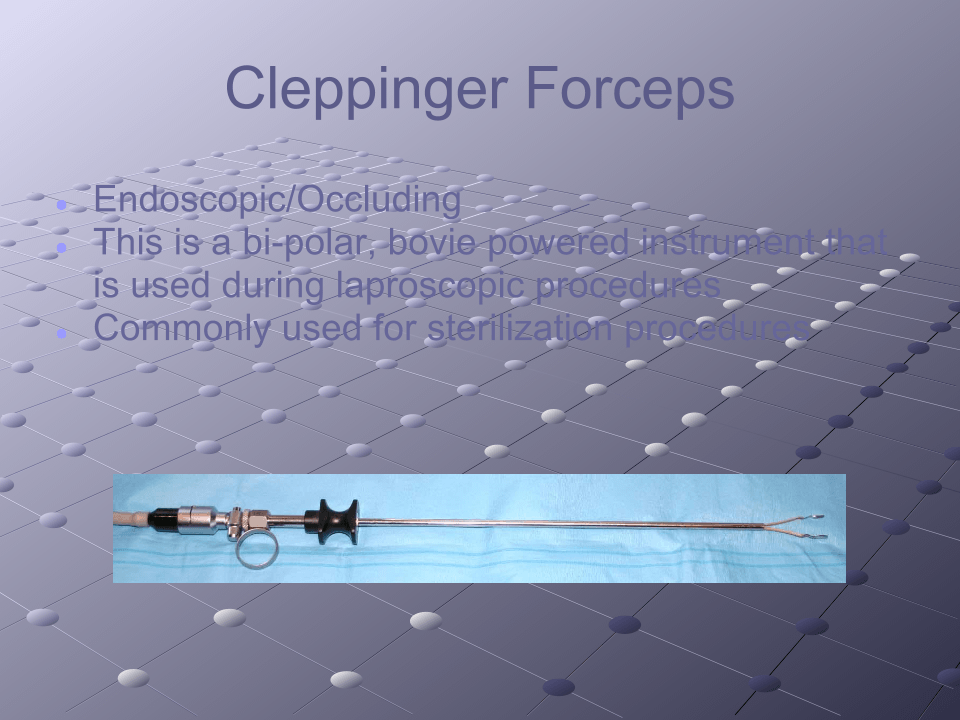 Cleppinger Forceps
Endoscopic/Occluding
This is a bi-polar, bovie powered instrument that
is used during laproscopic procedures
Commonly used for sterilization procedures